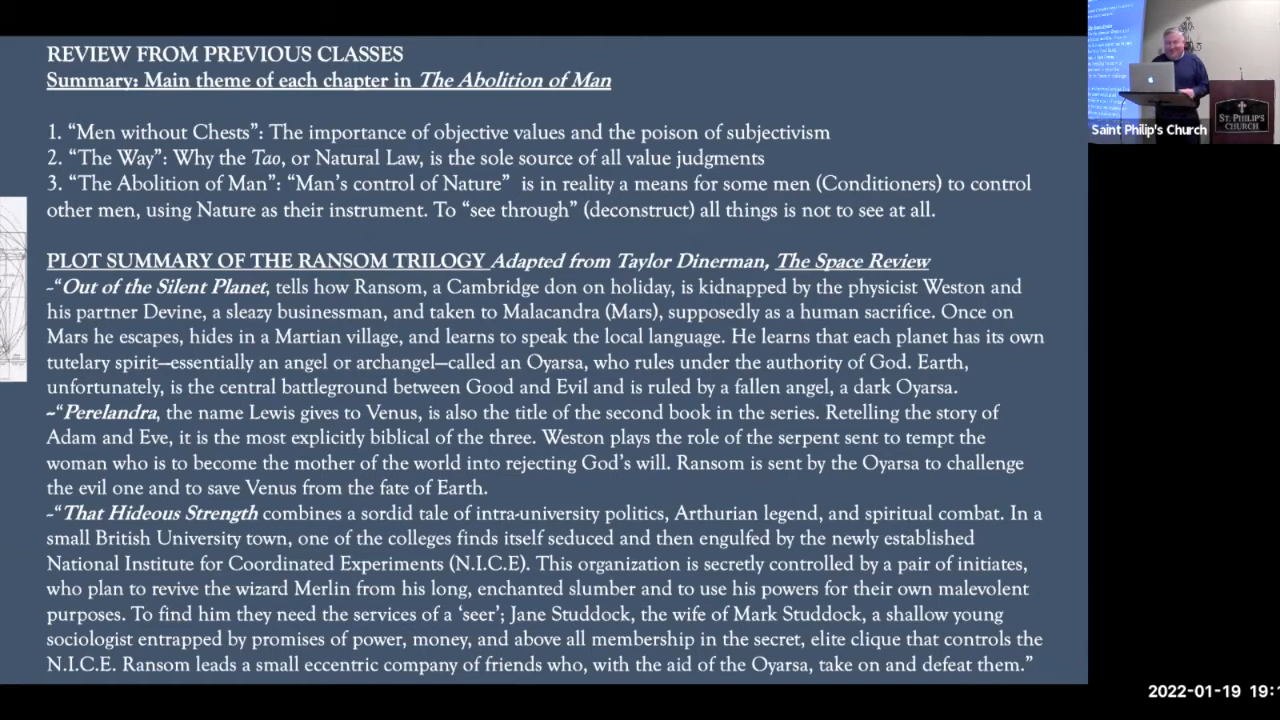 REVIEW FROM PREVIOUS CLASSES
Summary: Main theme of each chapter in The Abolition of Man
1. “Men without Chests”: The importance of objective values and the poison of subjectivism
2. “The Way”: Why the Tao, or Natural Law, is the sole source of all value judgments
3. “The Abolition of Man”: “Man’s control of Nature” is in reality a means for some men (Conditioners) to control
other men, using Nature as their instrument. To “see through” (deconstruct) all things is not to see at all.
PLOT SUMMARY OF THE RANSOM TRILOGY Adapted from Taylor Dinerman, The Space Review
-“Out of the Silent Planet, tells how Ransom, a Cambridge don on holiday, is kidnapped by the physicist Weston and
his partner Devine, a sleazy businessman, and taken to Malacandra (Mars), supposedly as a human sacrifice. Once on
Mars he escapes, hides in a Martian village, and learns to speak the local language. He learns that each planet has its own
tutelary spirit—essentially an angel or archangel—called an Oyarsa, who rules under the authority of God. Earth,
unfortunately, is the central battleground between Good and Evil and is ruled by a fallen angel, a dark Oyarsa.
-“Perelandra, the name Lewis gives to Venus, is also the title of the second book in the series. Retelling the story of
Adam and Eve, it is the most explicitly biblical of the three. Weston plays the role of the serpent sent to tempt the
woman who is to become the mother of the world into rejecting God’s will. Ransom is sent by the Oyarsa to challenge
the evil one and to save Venus from the fate of Earth.
-“That Hideous Strength combines a sordid tale of intra-university politics, Arthurian legend, and spiritual combat. In a
small British University town, one of the colleges finds itself seduced and then engulfed by the newly established
National Institute for Coordinated Experiments (N.I.C.E). This organization is secretly controlled by a pair of initiates,
who plan to revive the wizard Merlin from his long, enchanted slumber and to use his powers for their own malevolent
purposes. To find him they need the services of a ‘seer’; Jane Studdock, the wife of Mark Studdock, a shallow young
sociologist entrapped by promises of power, money, and above all membership in the secret, elite clique that controls the
N.I.C.E. Ransom leads a small eccentric company of friends who, with the aid of the Oyarsa, take on and defeat them.”
Saint Philip's Church
ST. PHILIP'S
CHURCH
2022-01-19 19: